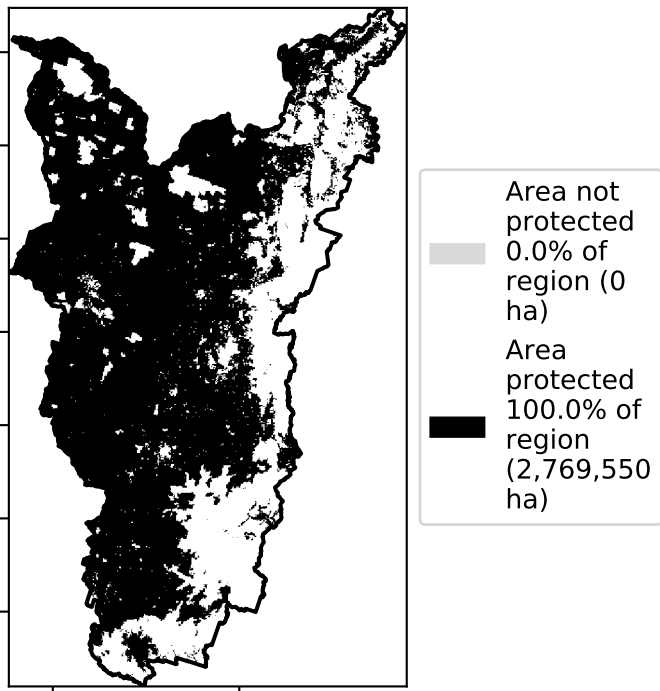 Area not
protected
0.0% of
region (0
ha)
Area
protected
100.0% of
region
(2,769,550
ha)